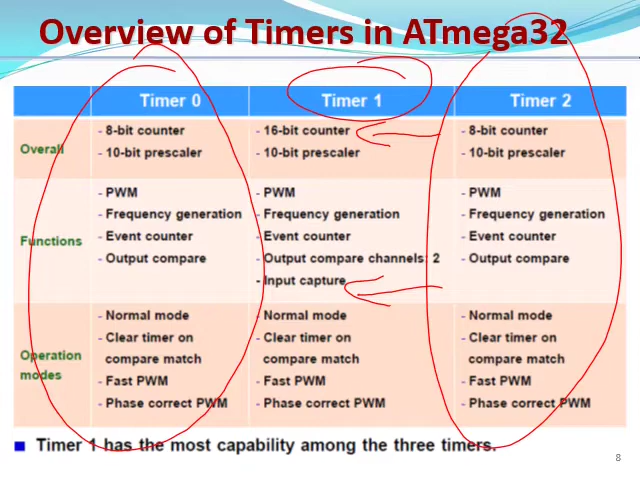 Overview of Timers in ATmega32
Timer 0
Timer 1
Timer 2
Overall
- 8-bit counter
- 10-bit prescaler
- 16-bit counter
- 10-bit prescaler
- 8-bit counter
- 10-bit prescaler
Functions
- PWM
- Frequency generation
- Event counter
- Output compare
- PWM
- Frequency generation
- Event counter
- Output compare channels: 2
- Input capture
- PWM
- Frequency generation
- Event counter
- Output compare
Operation
modes
- Normal mode
- Clear timer on
compare match
- Fast PWM
- Phase correct PWM
- Normal mode
- Clear timer on
compare match
- Fast PWM
- Phase correct PWM
- Normal mode
- Clear timer on
compare match
- Fast PWM
- Phase correct PWM
■ Timer 1 has the most capability among the three timers.
8